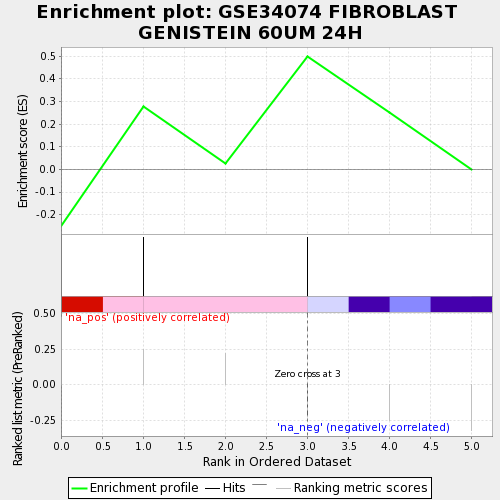 Enrichment plot: GSE34074 FIBROBLAST
GENISTEIN 60UM 24H
Enrichment score (ES)
0.5
0.4
0.3
0.2
0.1
0.0
-0.1
-0.2
Ranked list metric (PreRanked)
0.50
0.25
0.00
-0.25
'na_pos' (positively correlated)
Zero cross at 3
'na_neg' (negatively correlated)
0.0 0.5 1.0 1.5 2.0 2.5 3.0 3.5 4.0 4.5 5.0
Rank in Ordered Dataset
Enrichment profile Hits Ranking metric scores